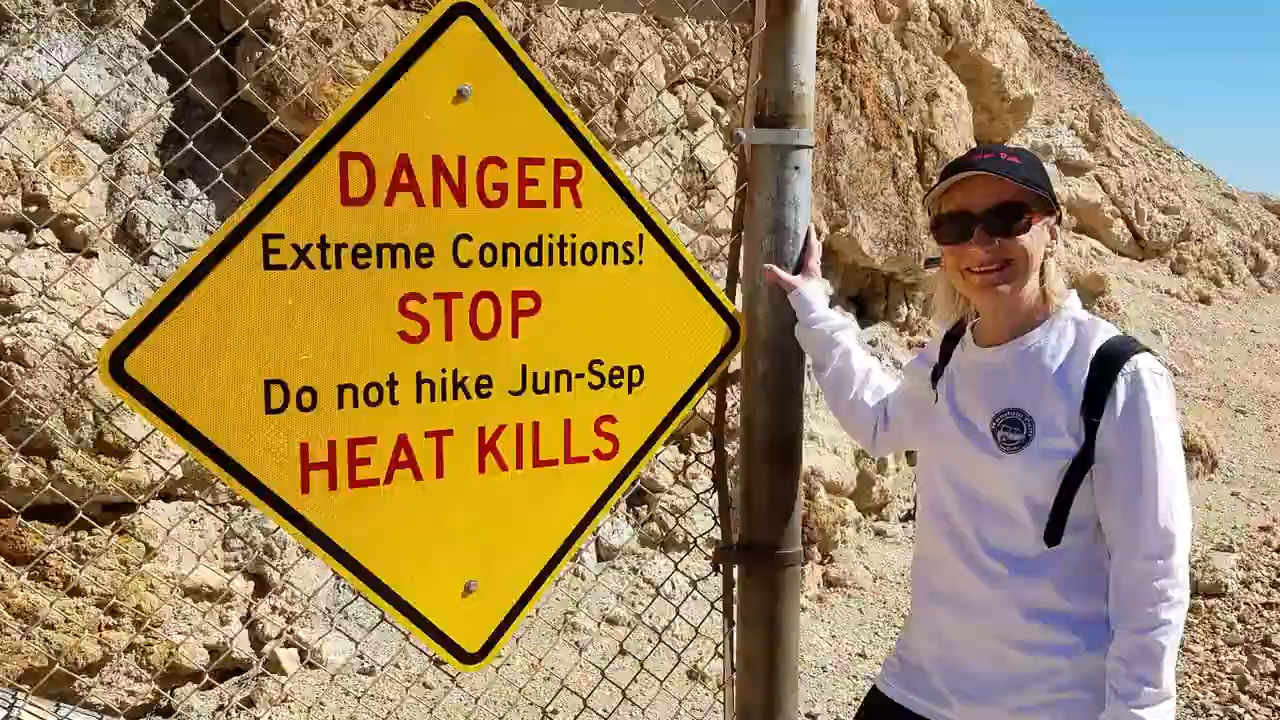 DANGER
Extreme Conditions!
STOP
Do not hike Jun-Sep
HEAT KILLS